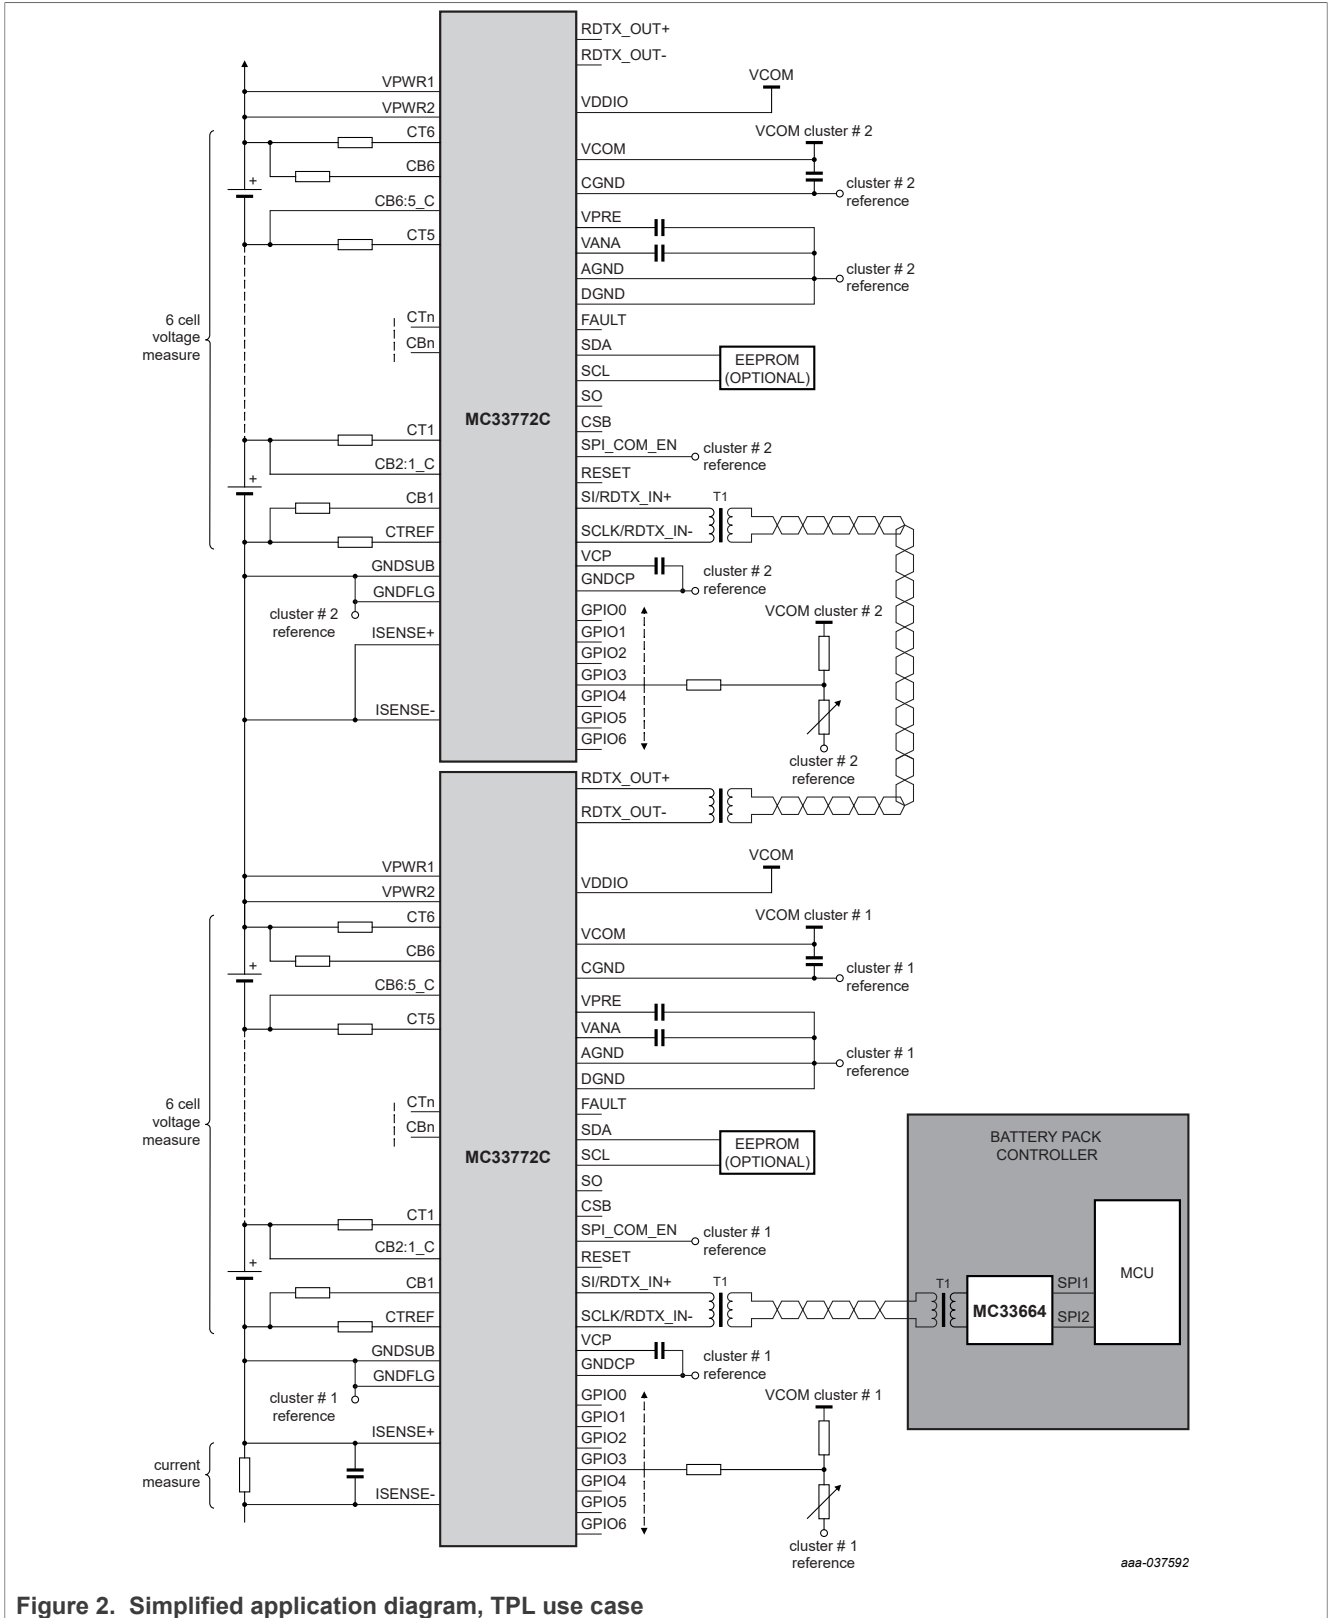 RDTX_OUT+
RDTX_OUT-
VCOM
VPWR1
VPWR2
VDDIO
CT6
VCOM cluster # 2
VCOM
CB6
CGND
cluster # 2
reference
CB6:5_C
VPRE
CT5
VANA
AGND
cluster # 2
reference
DGND
6 cell
voltage
measure
CTn
CBn
FAULT
SDA
SCL
EEPROM
(OPTIONAL)
SO
MC33772C
CSB
CT1
SPI_COM_EN
cluster # 2
reference
CB2:1_C
RESET
CB1
SI/RDTX_IN+
T1
CTREF
SCLK/RDTX_IN-
VCP
GNDSUB
GNDCP
cluster # 2
reference
GNDFLG
cluster # 2
reference
GPIO0
VCOM cluster # 2
ISENSE+
GPIO1
GPIO2
GPIO3
GPIO4
ISENSE-
GPIO5
GPIO6
cluster # 2
reference
RDTX_OUT+
RDTX_OUT-
VCOM
VPWR1
VPWR2
VDDIO
CT6
VCOM cluster # 1
VCOM
CB6
CGND
cluster # 1
reference
CB6:5_C
VPRE
CT5
VANA
AGND
cluster # 1
reference
DGND
6 cell
voltage
measure
CTn
CBn
FAULT
SDA
SCL
EEPROM
(OPTIONAL)
SO
MC33772C
CSB
CT1
SPI_COM_EN
cluster # 1
reference
CB2:1_C
RESET
CB1
SI/RDTX_IN+
T1
CTREF
SCLK/RDTX_IN-
VCP
GNDSUB
GNDCP
cluster # 1
reference
GNDFLG
cluster # 1
reference
GPIO0
VCOM cluster # 1
ISENSE+
GPIO1
GPIO2
GPIO3
GPIO4
current
measure
ISENSE-
GPIO5
GPIO6
cluster # 1
reference
BATTERY PACK
CONTROLLER
T1
MC33664
SPI1
SPI2
MCU
aaa-037592
Figure 2. Simplified application diagram, TPL use case